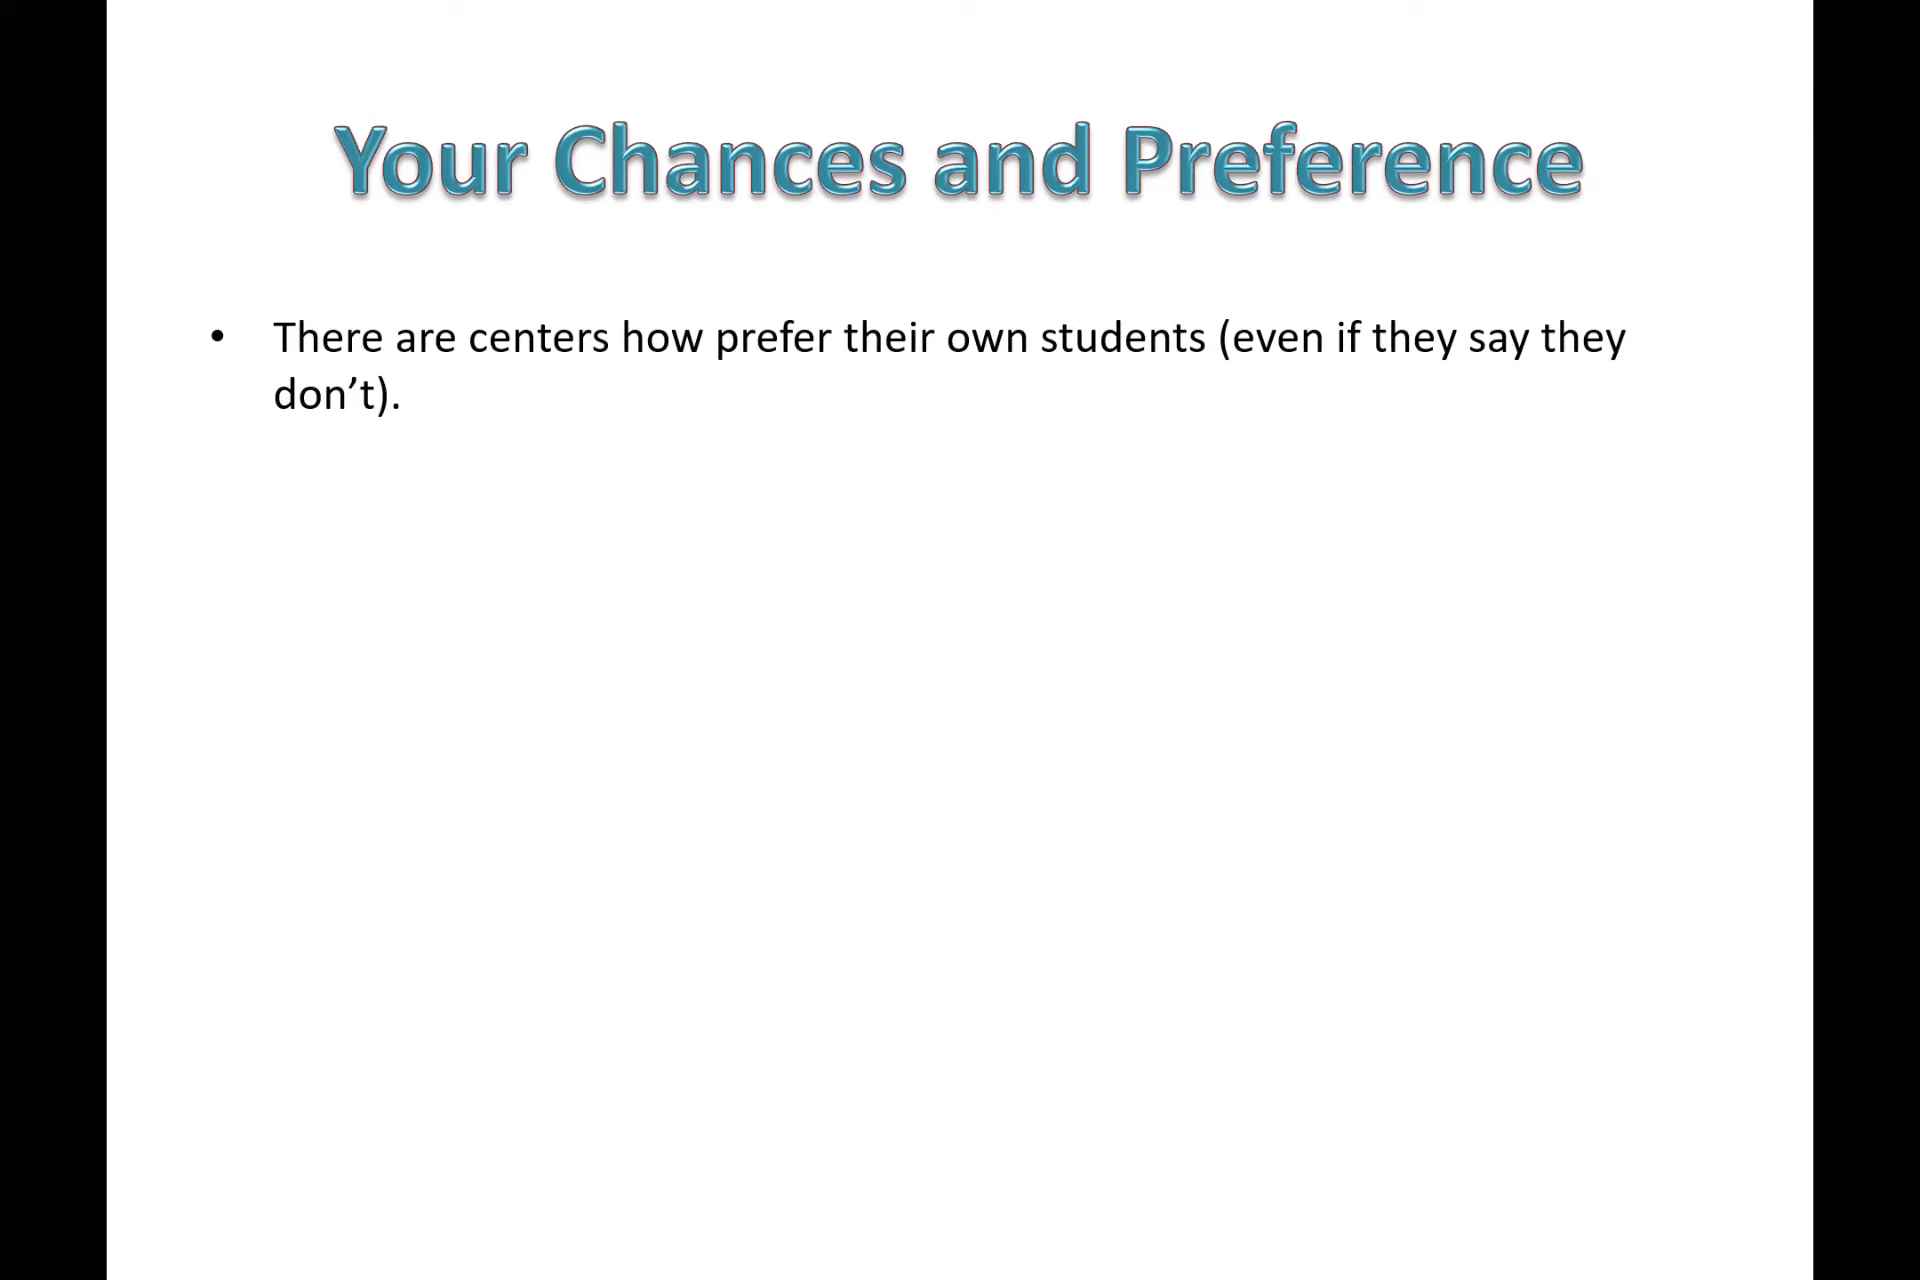 Your Chances and Preference
• There are centers how prefer their own students (even if they say they
don’t).